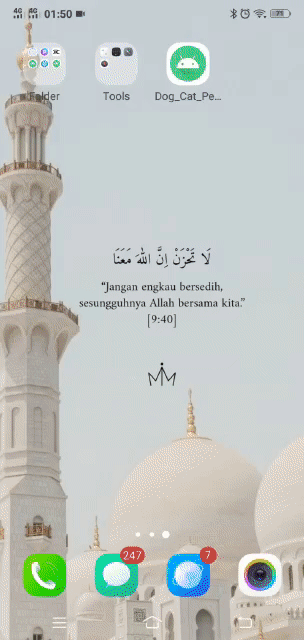 4G 4G 01:50 71
Folder Tools Dog_Cat_Pe...
لَا تَحْزَنْ اِنَّ اللّٰهَ مَعَنَا
“Jangan engkau bersedih,
sesungguhnya Allah bersama kita.”
[9:40]
247 7